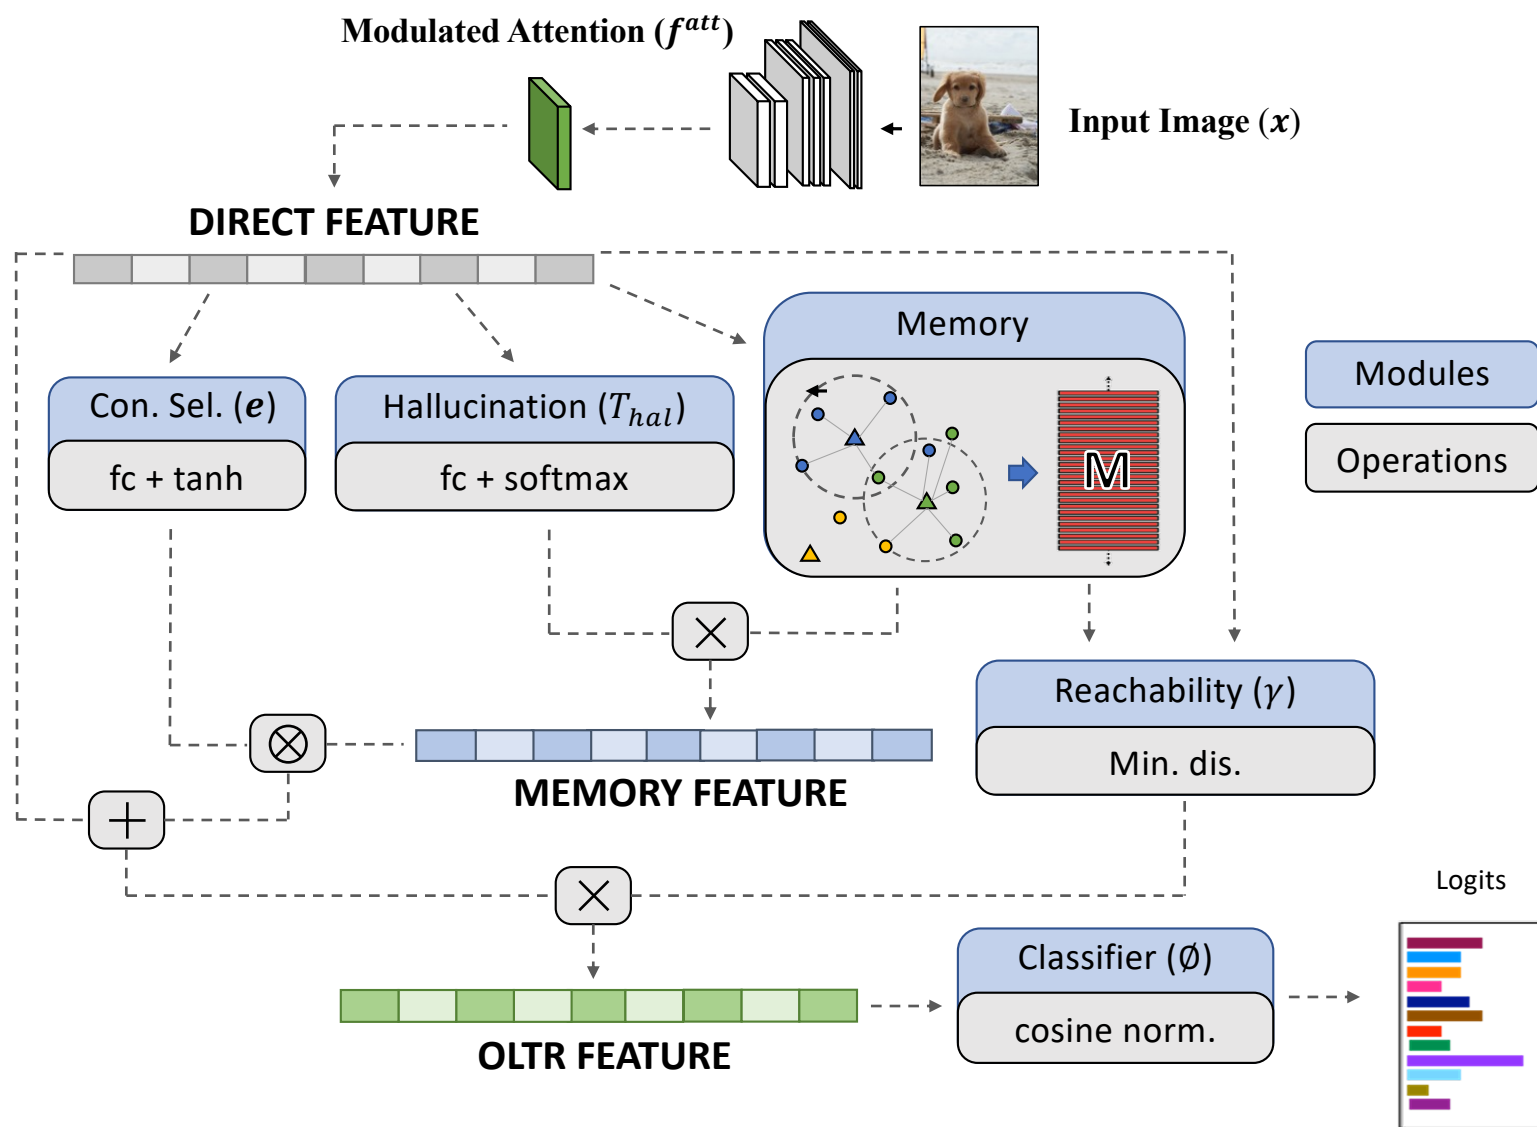 Modulated Attention (f^att)
Input Image (x)
DIRECT FEATURE
Memory
Modules
Con. Sel. (e)
Hallucination (T_hal)
fc + tanh
fc + softmax
M
Operations
×
Reachability (γ)
⊗
Min. dis.
MEMORY FEATURE
+
×
Logits
Classifier (Ø)
cosine norm.
OLTR FEATURE